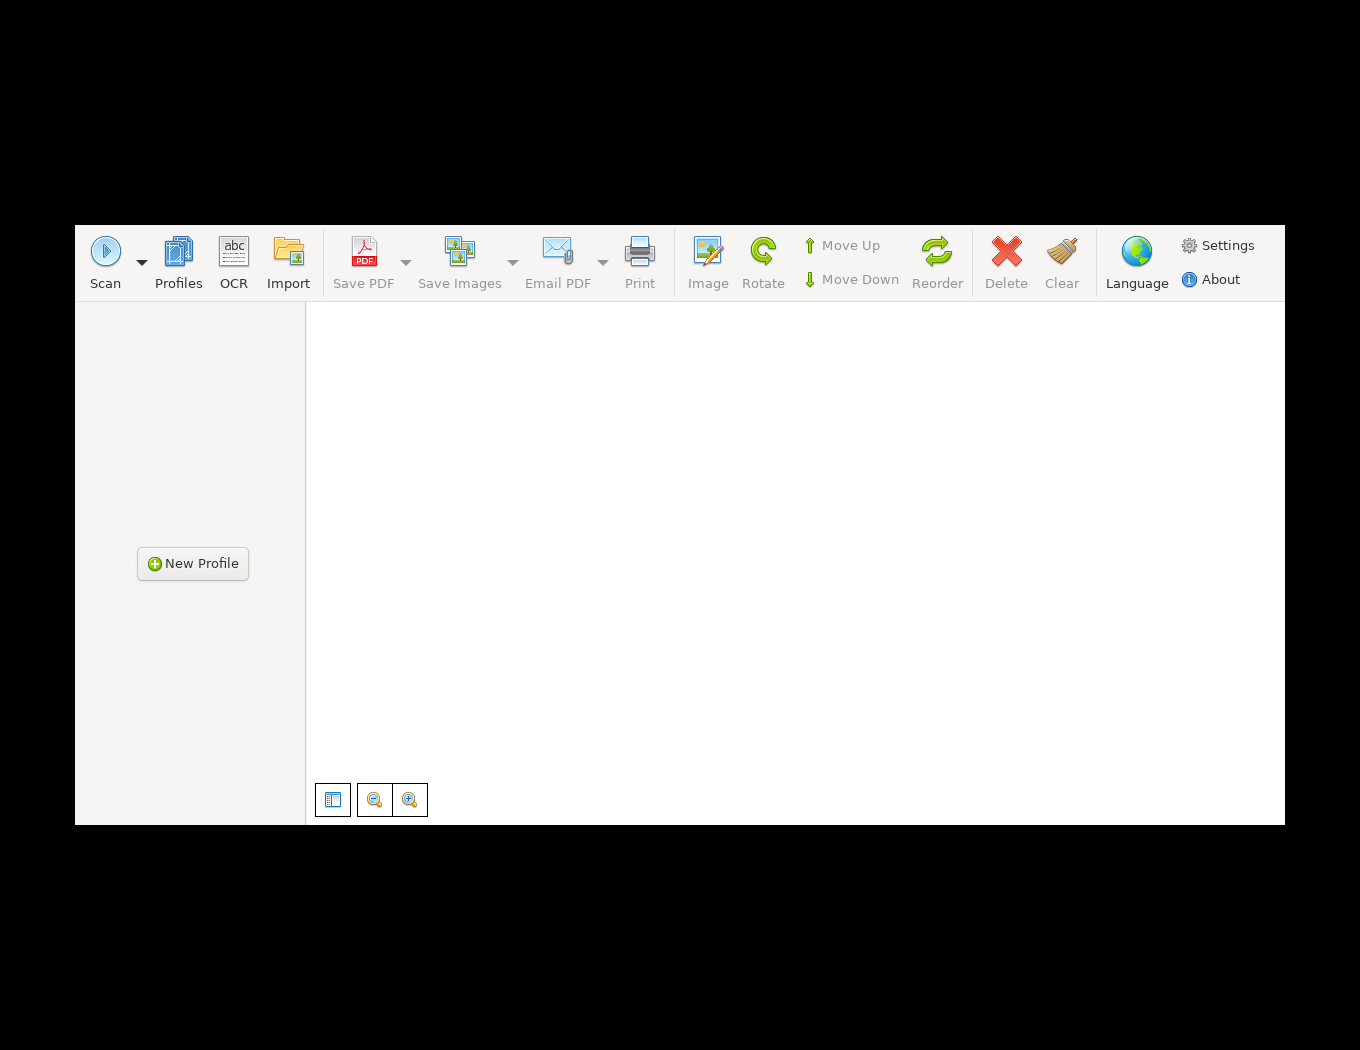 Scan
Profiles
abc
OCR
Import
PDF
Save PDF
Save Images
Email PDF
Print
Image
Rotate
Move Up
Move Down
Reorder
Delete
Clear
Language
Settings
About
New Profile